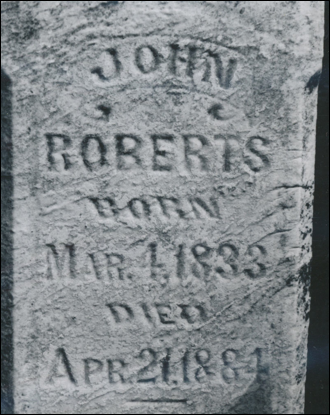 JOHN
ROBERTS
BORN
MAR. 4, 1833
DIED
APR. 21, 1884